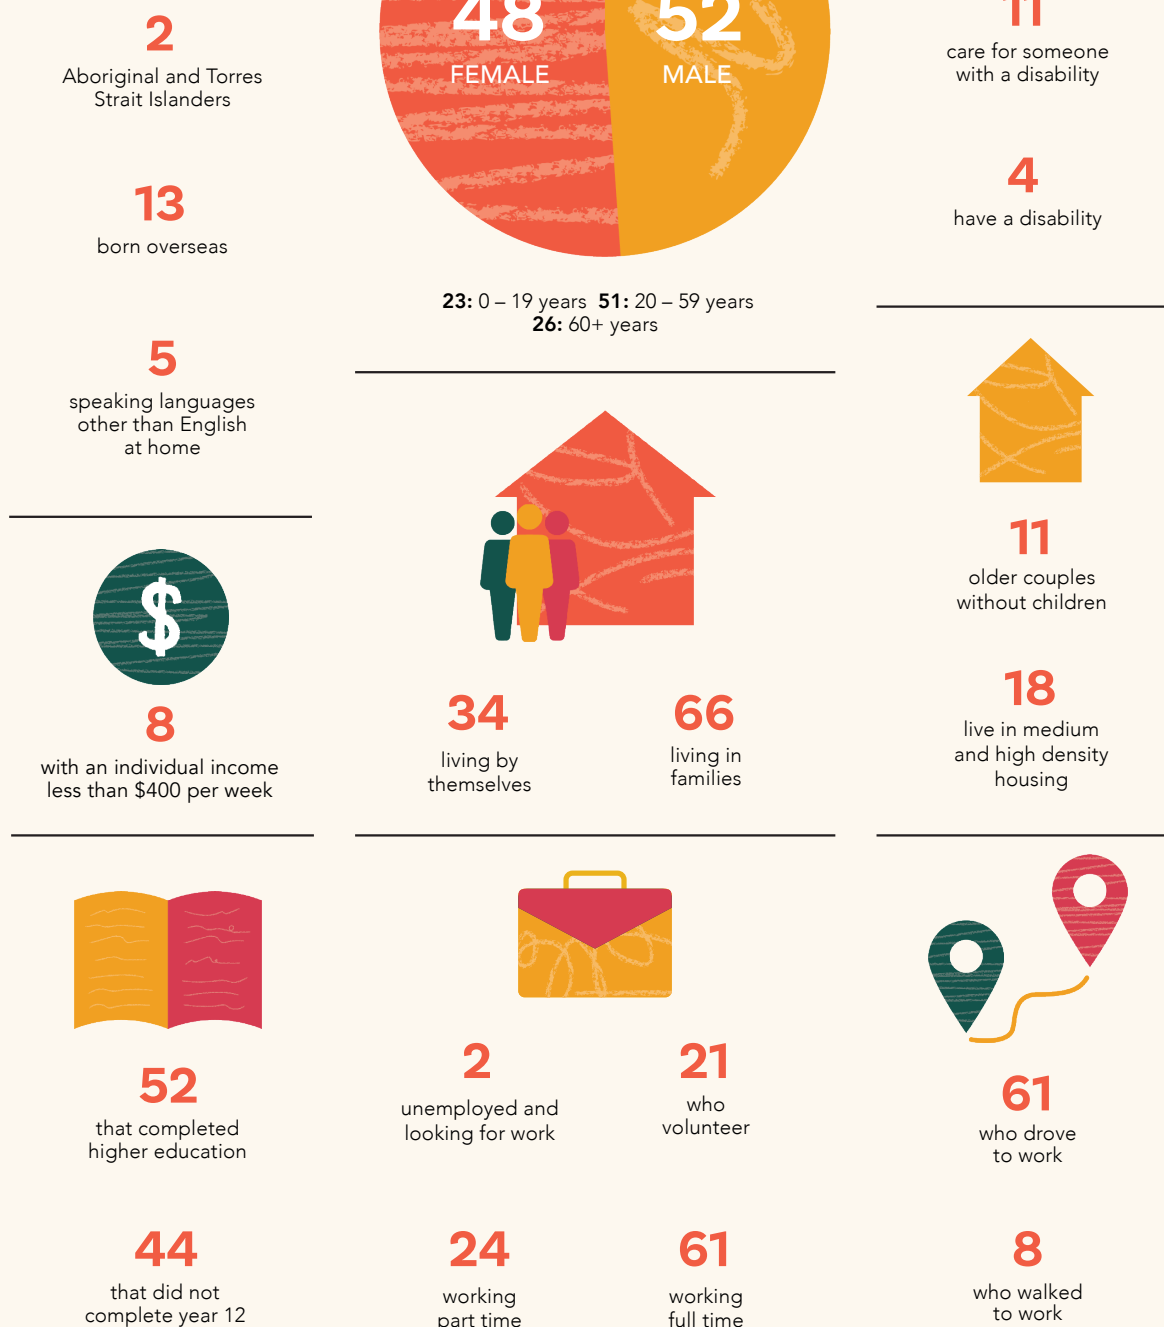 2
Aboriginal and Torres
Strait Islanders
13
born overseas
5
speaking languages
other than English
at home
8
with an individual income
less than $400 per week
52
that completed
higher education
44
that did not
complete year 12
48
FEMALE
52
MALE
23: 0 – 19 years 51: 20 – 59 years
26: 60+ years
34
living by
themselves
66
living in
families
2
unemployed and
looking for work
21
who
volunteer
24
working
part time
61
working
full time
11
care for someone
with a disability
4
have a disability
11
older couples
without children
18
live in medium
and high density
housing
61
who drove
to work
8
who walked
to work